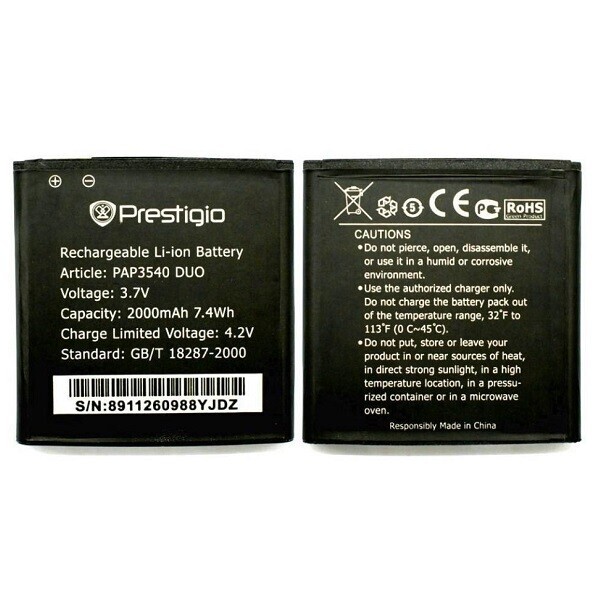 Prestigio
Rechargeable Li-ion Battery
Article: PAP3540 DUO
Voltage: 3.7V
Capacity: 2000mAh 7.4Wh
Charge Limited Voltage: 4.2V
Standard: GB/T 18287-2000
S/N:8911260988YJDZ
5 CE PG RoHS
Green Product
CAUTIONS
•Do not pierce, open, disassemble it,
or use it in a humid or corrosive
environment.
•Use the authorized charger only.
Do not charge the battery pack out
of the temperature range, 32˚F to
113˚F (0 C~45˚C).
•Do not put, store or leave your
product in or near sources of heat,
in direct strong sunlight, in a high
temperature location, in a pressu-
rized container or in a microwave
oven.
Responsibly Made in China